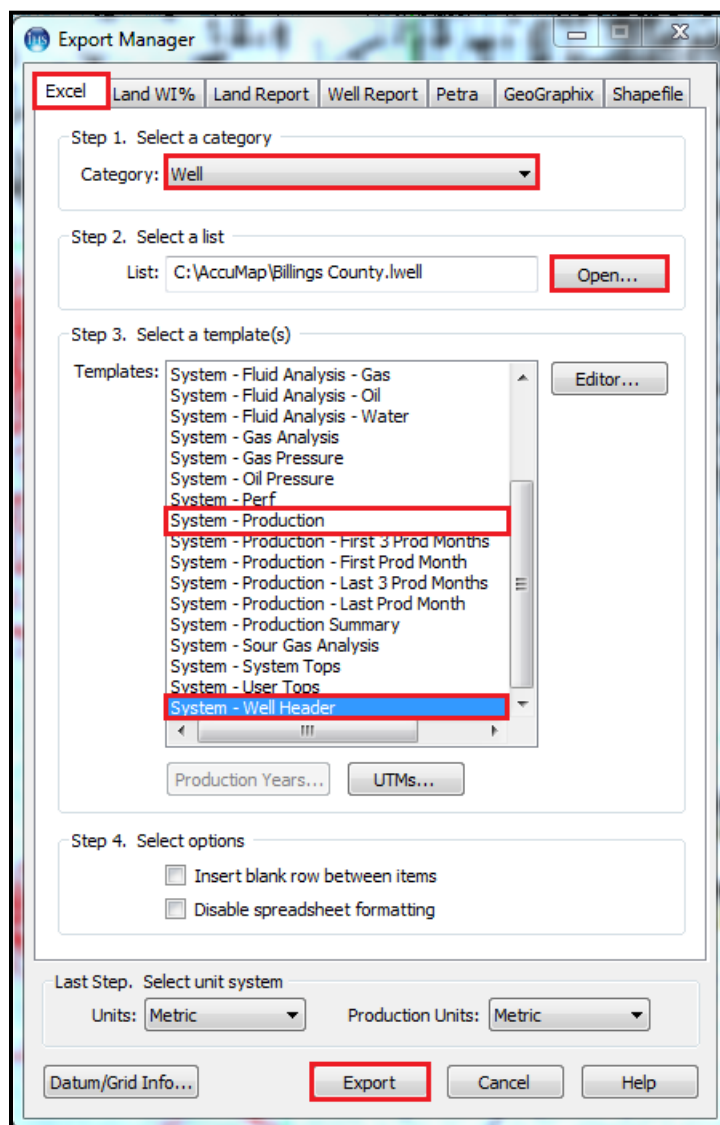 IHS Export Manager
Excel Land WI% Land Report Well Report Petra GeoGraphix Shapefile
Step 1. Select a category
Category: Well
Step 2. Select a list
List: C:\AccuMap\Billings County.lwell Open...
Step 3. Select a template(s)
Templates: System - Fluid Analysis - Gas Editor...
System - Fluid Analysis - Oil
System - Fluid Analysis - Water
System - Gas Analysis
System - Gas Pressure
System - Oil Pressure
System - Perf
System - Production
System - Production - First 3 Prod Months
System - Production - First Prod Month
System - Production - Last 3 Prod Months
System - Production - Last Prod Month
System - Production Summary
System - Sour Gas Analysis
System - System Tops
System - User Tops
System - Well Header
Production Years... UTMs...
Step 4. Select options
Insert blank row between items
Disable spreadsheet formatting
Last Step. Select unit system
Units: Metric Production Units: Metric
Datum/Grid Info... Export Cancel Help